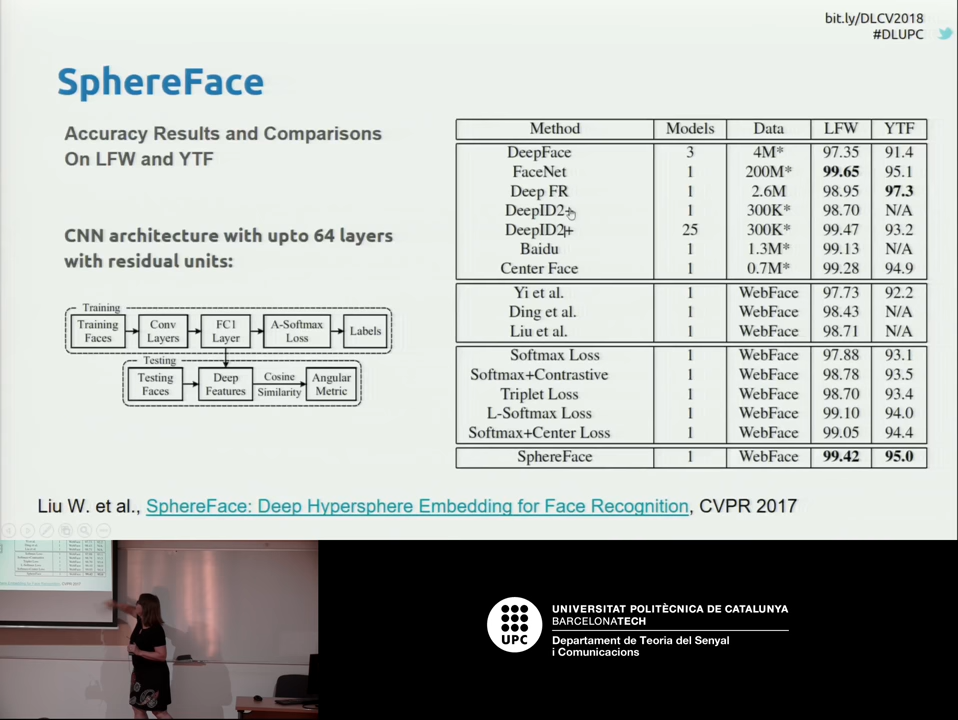 bit.ly/DLCV2018
#DLUPC
SphereFace
Accuracy Results and Comparisons
On LFW and YTF
CNN architecture with upto 64 layers
with residual units:
Training
Training Faces
Conv Layers
FC1 Layer
A-Softmax Loss
Labels
Testing
Testing Faces
Deep Features
Cosine Similarity
Angular Metric
Method Models Data LFW YTF
DeepFace 3 4M* 97.35 91.4
FaceNet 1 200M* 99.65 95.1
Deep FR 1 2.6M 98.95 97.3
DeepID2+ 1 300K* 98.70 N/A
DeepID2+ 25 300K* 99.47 93.2
Baidu 1 1.3M* 99.13 N/A
Center Face 1 0.7M* 99.28 94.9
Yi et al. 1 WebFace 97.73 92.2
Ding et al. 1 WebFace 98.43 N/A
Liu et al. 1 WebFace 98.71 N/A
Softmax Loss 1 WebFace 97.88 93.1
Softmax+Contrastive 1 WebFace 98.78 93.5
Triplet Loss 1 WebFace 98.70 93.4
L-Softmax Loss 1 WebFace 99.10 94.0
Softmax+Center Loss 1 WebFace 99.05 94.4
SphereFace 1 WebFace 99.42 95.0
Liu W. et al., SphereFace: Deep Hypersphere Embedding for Face Recognition, CVPR 2017
UPC
UNIVERSITAT POLITÈCNICA DE CATALUNYA
BARCELONATECH
Departament de Teoria del Senyal
i Comunicacions